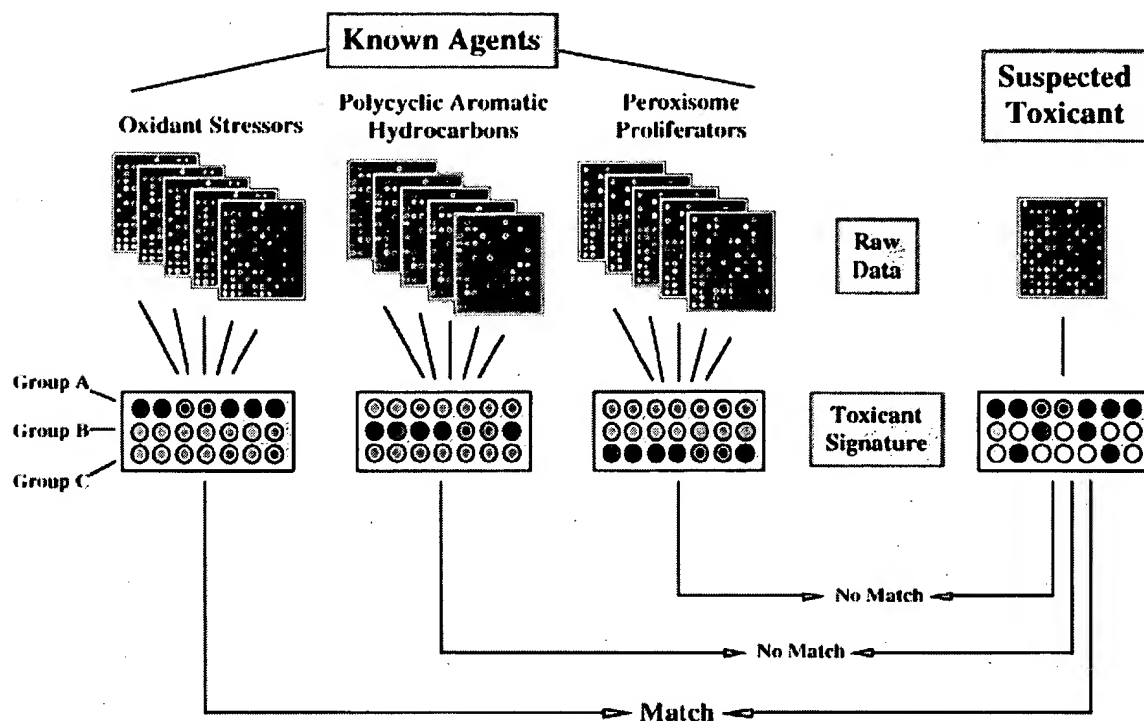 Known Agents
Suspected
Toxicant
Oxidant Stressors
Polycyclic Aromatic
Hydrocarbons
Peroxisome
Proliferators
Raw
Data
Group A
Group B
Group C
Toxicant
Signature
No Match
No Match
Match